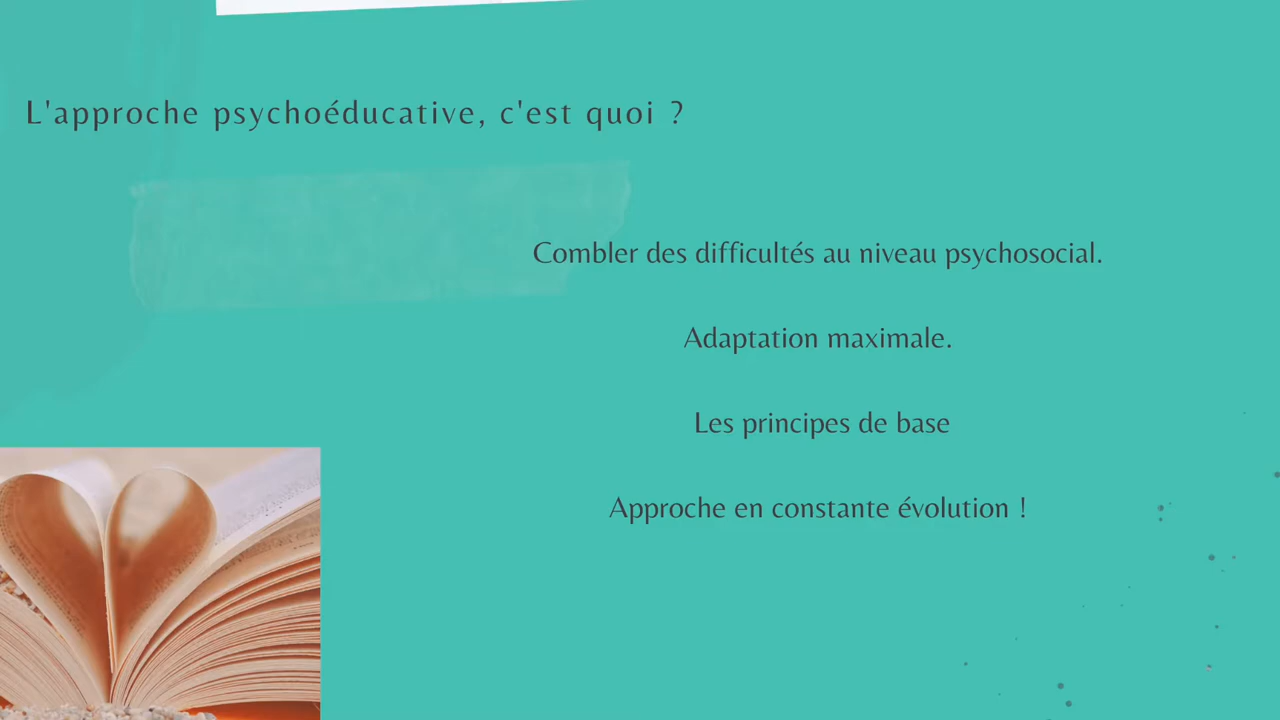 L'approche psychoéducative, c'est quoi ?
Combler des difficultés au niveau psychosocial.
Adaptation maximale.
Les principes de base
Approche en constante évolution !